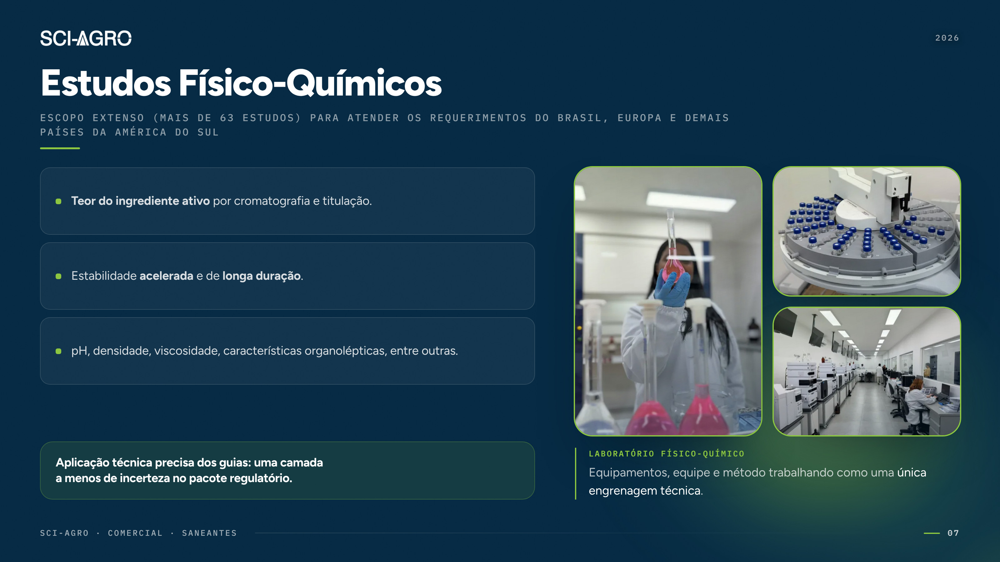 SCI-AGRO
2026
Estudos Físico-Químicos
ESCOPO EXTENSO (MAIS DE 63 ESTUDOS) PARA ATENDER OS REQUERIMENTOS DO BRASIL, EUROPA E DEMAIS
PAÍSES DA AMÉRICA DO SUL
Teor do ingrediente ativo por cromatografia e titulação.
Estabilidade acelerada e de longa duração.
pH, densidade, viscosidade, características organolépticas, entre outras.
Aplicação técnica precisa dos guias: uma camada
a menos de incerteza no pacote regulatório.
LABORATÓRIO FÍSICO-QUÍMICO
Equipamentos, equipe e método trabalhando como uma única
engrenagem técnica.
SCI-AGRO · COMERCIAL · SANEANTES
07